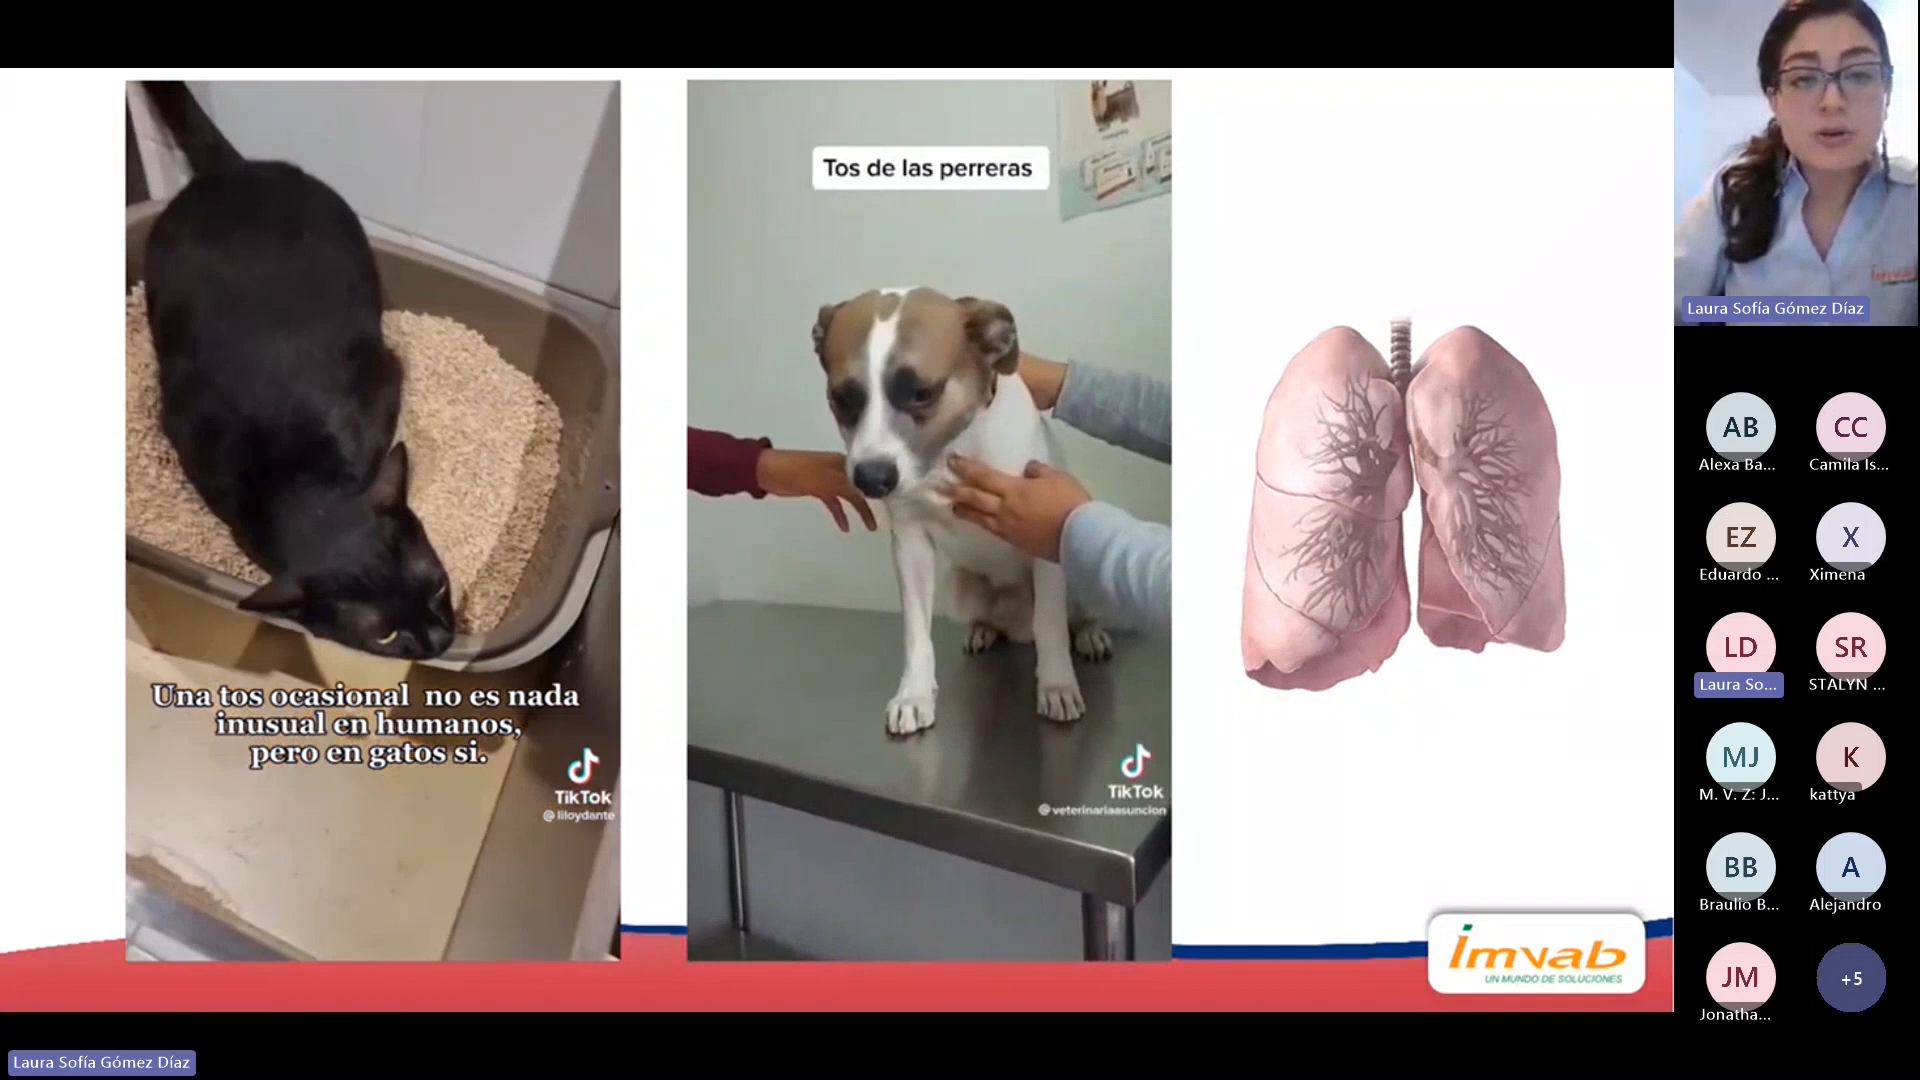 Tos de las perreras
Una tos ocasional no es nada
inusual en humanos,
pero en gatos si.
TikTok
@liloydante
TikTok
@veterinariaasuncion
imvab
UN MUNDO DE SOLUCIONES
Laura Sofía Gómez Díaz
AB
CC
Alexa Ba...
Camila Is...
EZ
X
Eduardo ...
Ximena
LD
SR
Laura So...
STALYN ...
MJ
K
M. V. Z: J...
kattya
BB
A
Braulio B...
Alejandro
JM
+5
Jonatha...
Laura Sofía Gómez Díaz